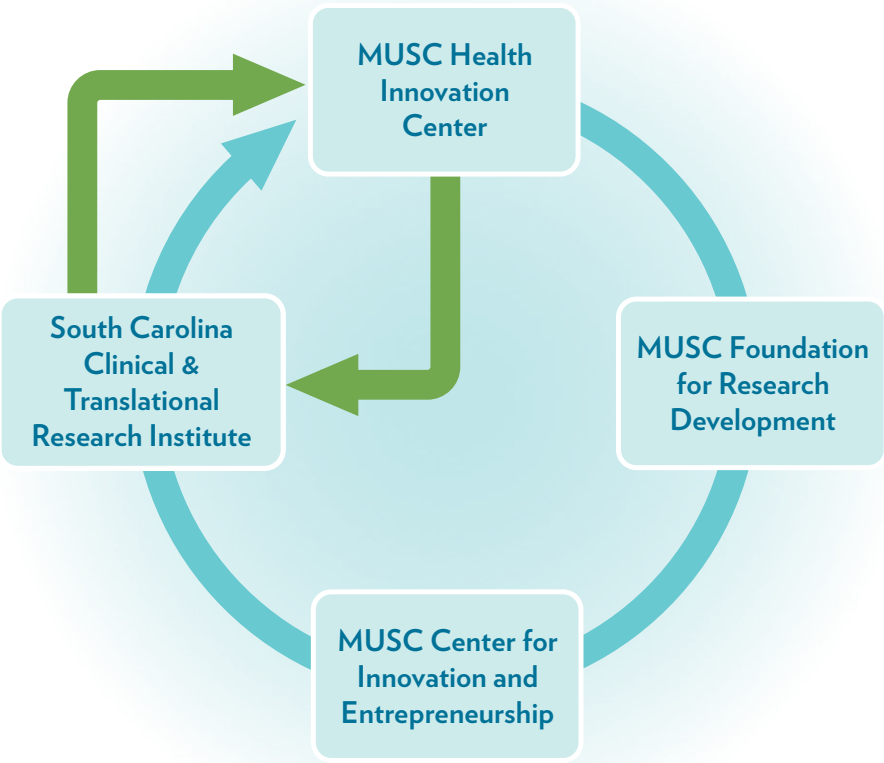 MUSC Health
Innovation
Center
South Carolina
Clinical &
Translational
Research Institute
MUSC Foundation
for Research
Development
MUSC Center for
Innovation and
Entrepreneurship